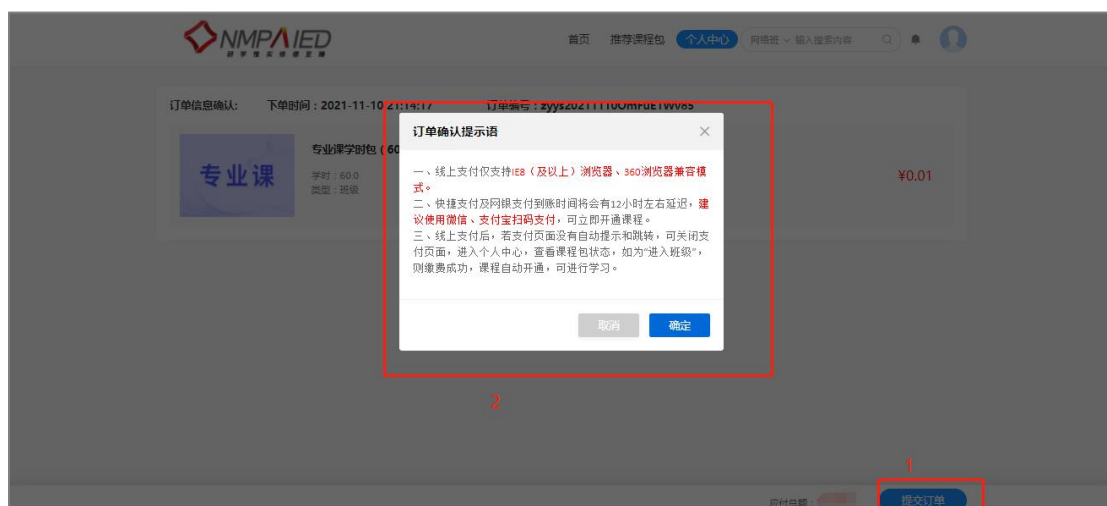 NMPAIED
研学推实继建互融
首页 推荐课程包 个人中心 网络班 输入搜索内容
订单信息确认: 下单时间：2021-11-10 21:14:17 订单编号：
订单确认提示语
专业课
专业课学时包（60
学时：60.0
类型：班级
¥0.01
一、线上支付仅支持IE8（及以上）浏览器、360浏览器兼容模
式。
二、快捷支付及网银支付到账时间将会有12小时左右延迟，建
议使用微信、支付宝扫码支付，可立即开通课程。
三、线上支付后，若支付页面没有自动提示和跳转，可关闭支
付页面，进入个人中心，查看课程包状态，如为“进入班级”，
则缴费成功，课程自动开通，可进行学习。
取消 确定
2
1
应付总额： 提交订单